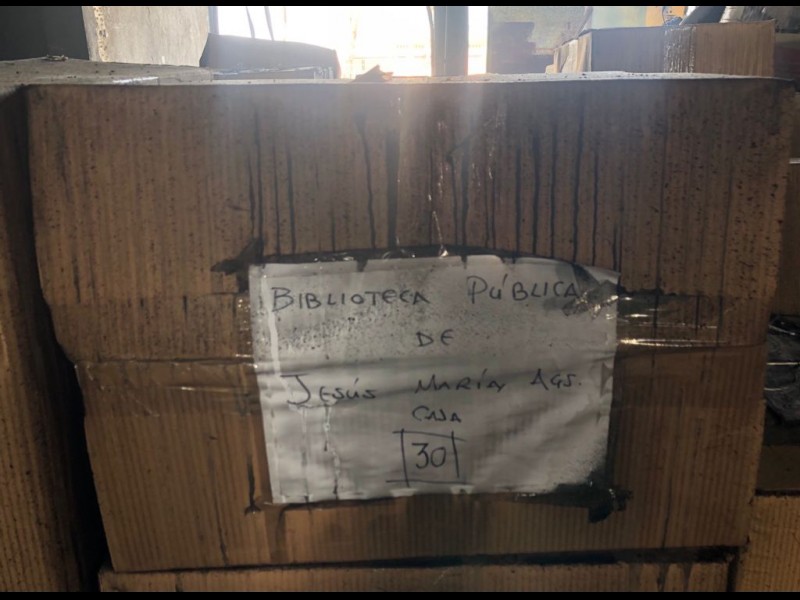 BIBLIOTECA PÚBLICA
DE
JESÚS MARÍA AGS.
CAJA
30